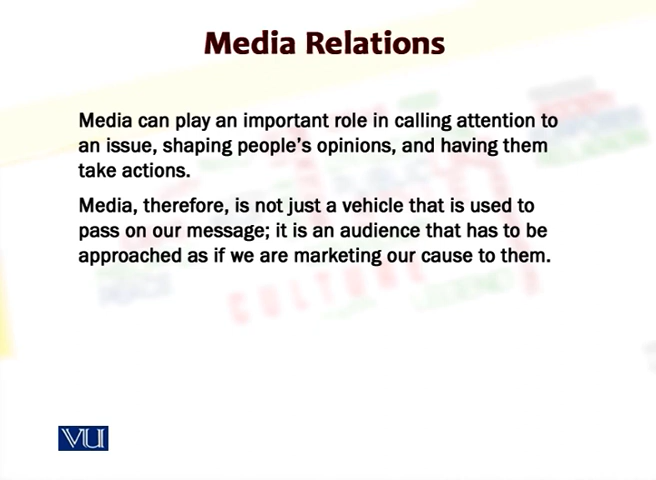 Media Relations
Media can play an important role in calling attention to
an issue, shaping people's opinions, and having them
take actions.
Media, therefore, is not just a vehicle that is used to
pass on our message; it is an audience that has to be
approached as if we are marketing our cause to them.
CULTURE
VU